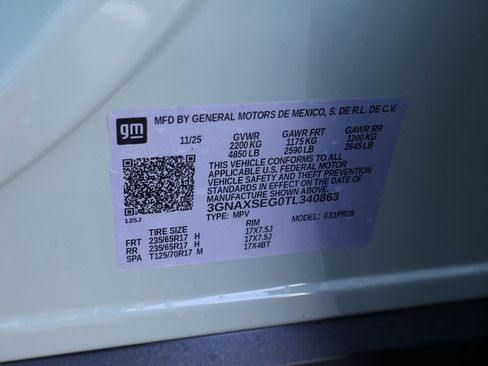 MFD BY GENERAL MOTORS DE MEXICO, S. DE R.L. DE C.V.
gm
11/25 GVWR GAWR FRT GAWR RR
2200 KG 1175 KG 1200 KG
4850 LB 2590 LB 2645 LB
THIS VEHICLE CONFORMS TO ALL
APPLICABLE U.S. FEDERAL MOTOR
VEHICLE SAFETY AND THEFT PREVENTION
STANDARDS IN EFFECT ON THE DATE OF
MANUFACTURE SHOWN ABOVE.
3GNAXSEG0TL340863
125J TYPE: MPV MODEL: 031PR26
TIRE SIZE RIM
FRT 235/65R17 H 17X7.5J
RR 235/65R17 H 17X7.5J
SPA T125/70R17 M 17X4BT